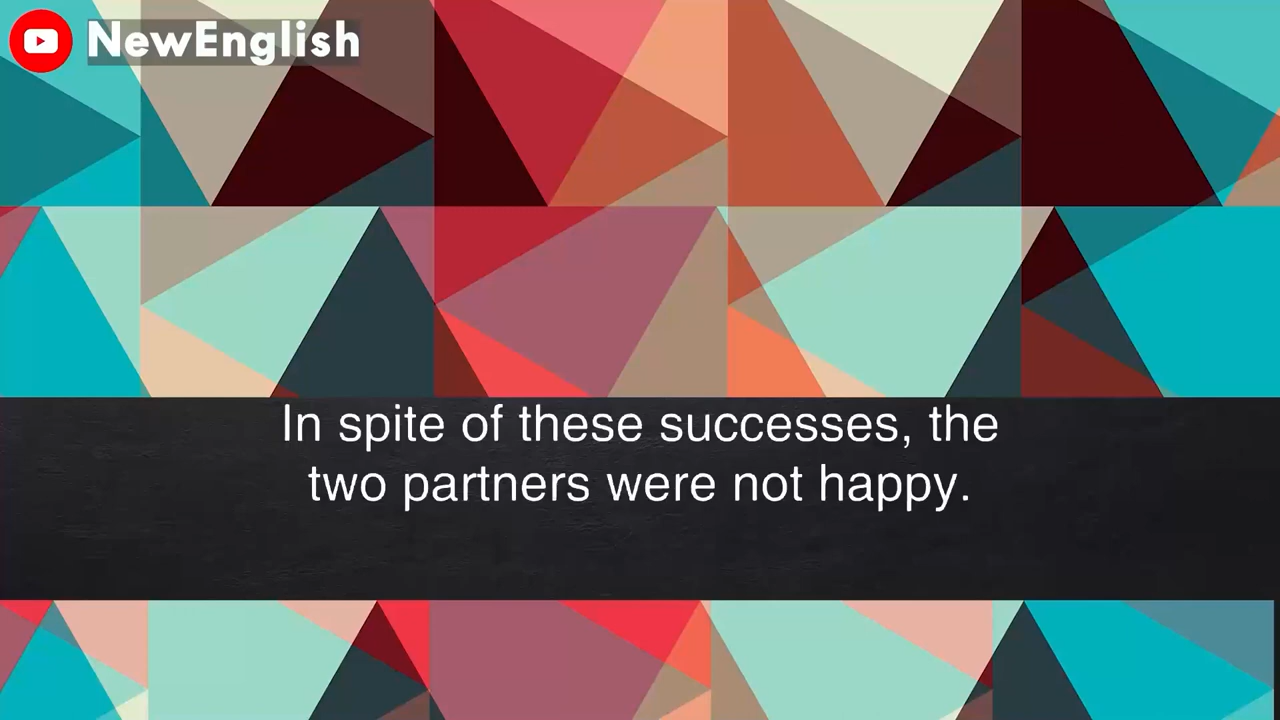 NewEnglish
In spite of these successes, the
two partners were not happy.